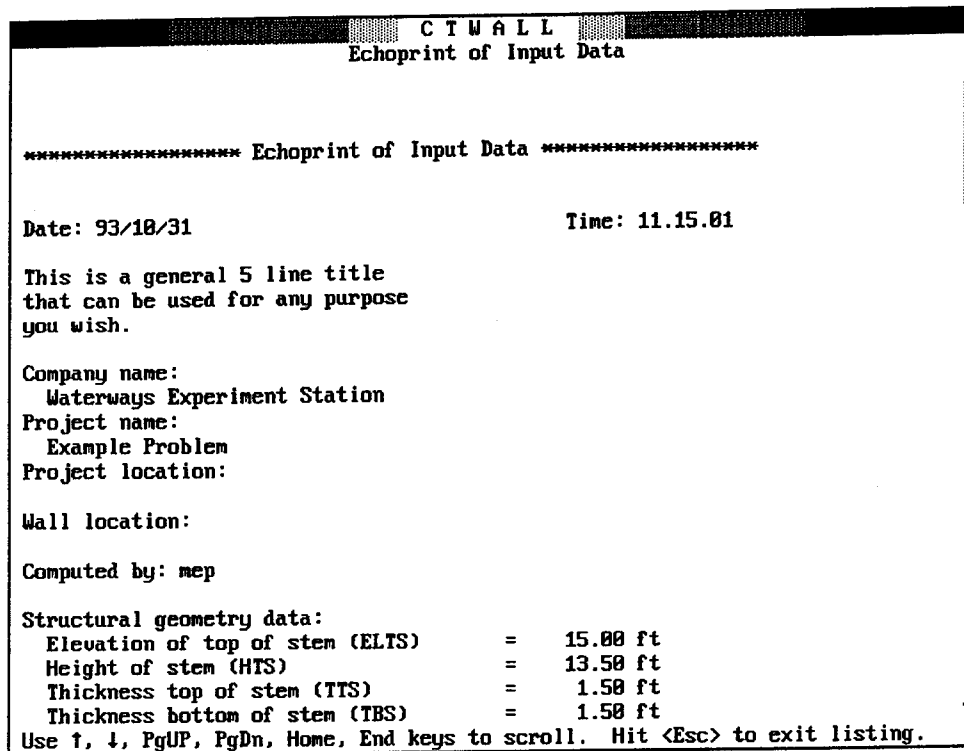 C T W A L L
Echoprint of Input Data
****************** Echoprint of Input Data ******************
Date: 93/10/31 Time: 11.15.01
This is a general 5 line title
that can be used for any purpose
you wish.
Company name:
Waterways Experiment Station
Project name:
Example Problem
Project location:
Wall location:
Computed by: mep
Structural geometry data:
Elevation of top of stem (ELTS) = 15.00 ft
Height of stem (HTS) = 13.50 ft
Thickness top of stem (TTS) = 1.50 ft
Thickness bottom of stem (TBS) = 1.50 ft
Use ↑, ↓, PgUP, PgDn, Home, End keys to scroll. Hit <Esc> to exit listing.